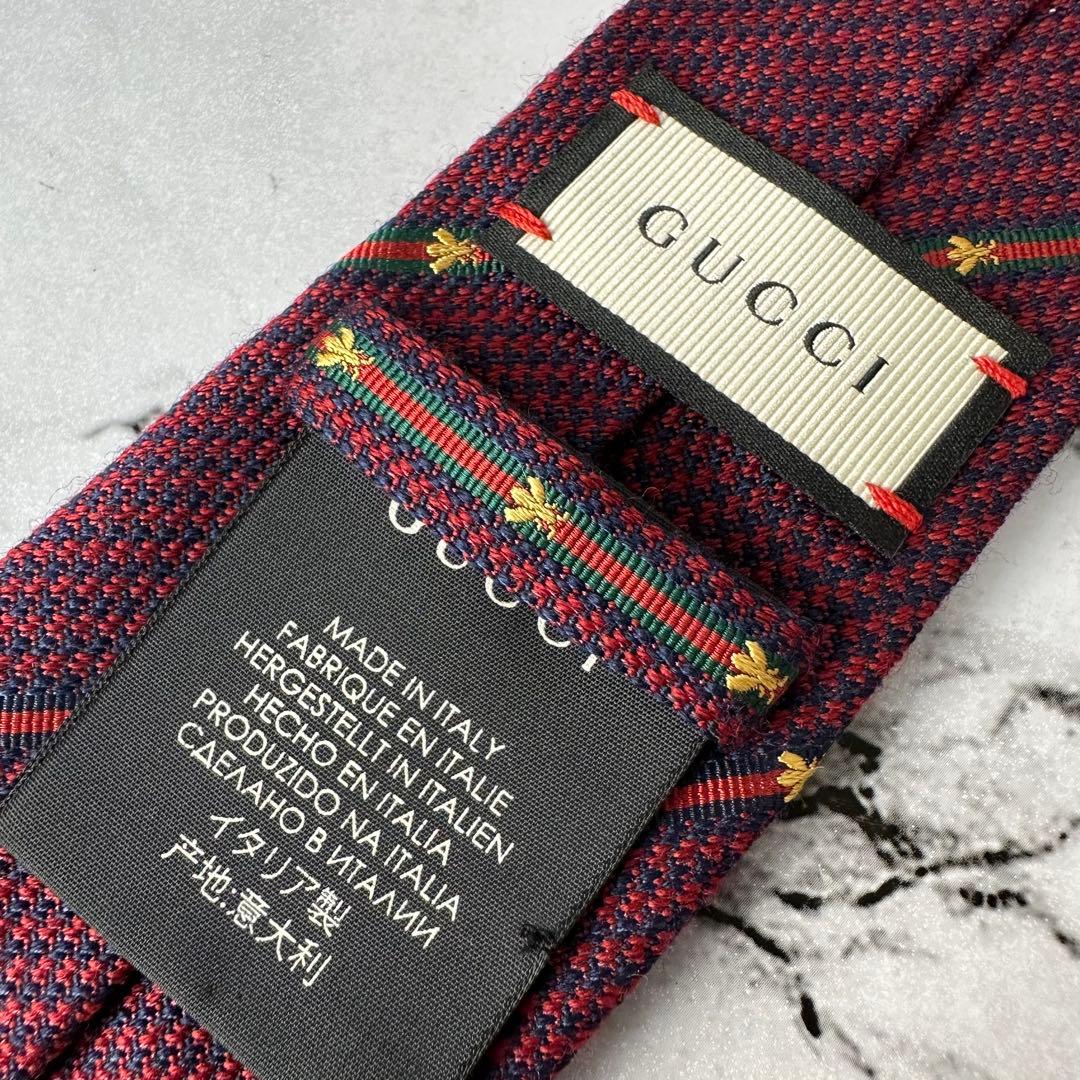 GUCCI
GUCCI
MADE IN ITALY
FABRIQUE EN ITALIE
HERGESTELLT IN ITALIEN
HECHO EN ITALIA
PRODUZIDO NA ITALIA
СДЕЛАНО В ИТАЛИИ
イタリア製
产地:意大利